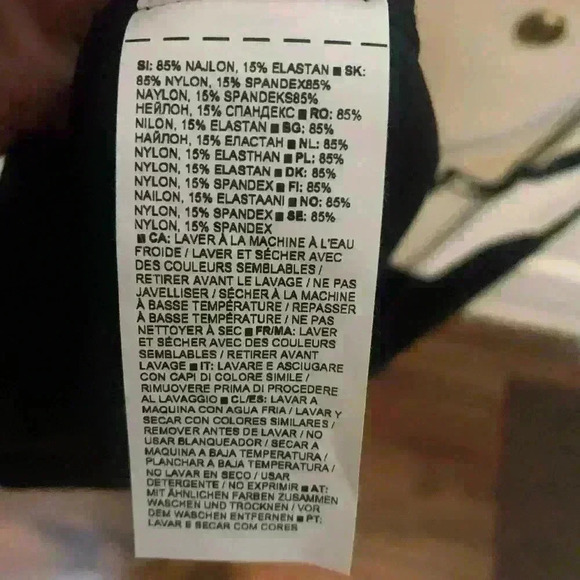 SI: 85% NAJLON, 15% ELASTAN ■ SK:
85% NYLON, 15% SPANDEX85%
NAYLON, 15% SPANDEKS85%
НЕЙЛОН, 15% СПАНДЕКС ■ RO: 85%
NILON, 15% ELASTAN ■ BG: 85%
НАЙЛОН, 15% ЕЛАСТАН ■ NL: 85%
NYLON, 15% ELASTHAN ■ PL: 85%
NYLON, 15% ELASTAN ■ DK: 85%
NYLON, 15% SPANDEX ■ FI: 85%
NAILON, 15% ELASTAANI ■ NO: 85%
NYLON, 15% SPANDEX ■ SE: 85%
NYLON, 15% SPANDEX
■ CA: LAVER À LA MACHINE À L'EAU
FROIDE / LAVER ET SÉCHER AVEC
DES COULEURS SEMBLABLES /
RETIRER AVANT LE LAVAGE / NE PAS
JAVELLISER / SÉCHER À LA MACHINE
À BASSE TEMPÉRATURE / REPASSER
À BASSE TEMPÉRATURE / NE PAS
NETTOYER À SEC ■ FR/MA: LAVER
ET SÉCHER AVEC DES COULEURS
SEMBLABLES / RETIRER AVANT
LAVAGE ■ IT: LAVARE E ASCIUGARE
CON CAPI DI COLORE SIMILE /
RIMUOVERE PRIMA DI PROCEDERE
AL LAVAGGIO ■ CL/ES: LAVAR A
MAQUINA CON AGUA FRIA / LAVAR Y
SECAR CON COLORES SIMILARES /
REMOVER ANTES DE LAVAR / NO
USAR BLANQUEADOR / SECAR A
MAQUINA A BAJA TEMPERATURA /
PLANCHAR A BAJA TEMPERATURA /
NO LAVAR EN SECO / USAR
DETERGENTE / NO EXPRIMIR ■ AT:
MIT ÄHNLICHEN FARBEN ZUSAMMEN
WASCHEN UND TROCKNEN / VOR
DEM WASCHEN ENTFERNEN ■ PT:
LAVAR E SECAR COM CORES